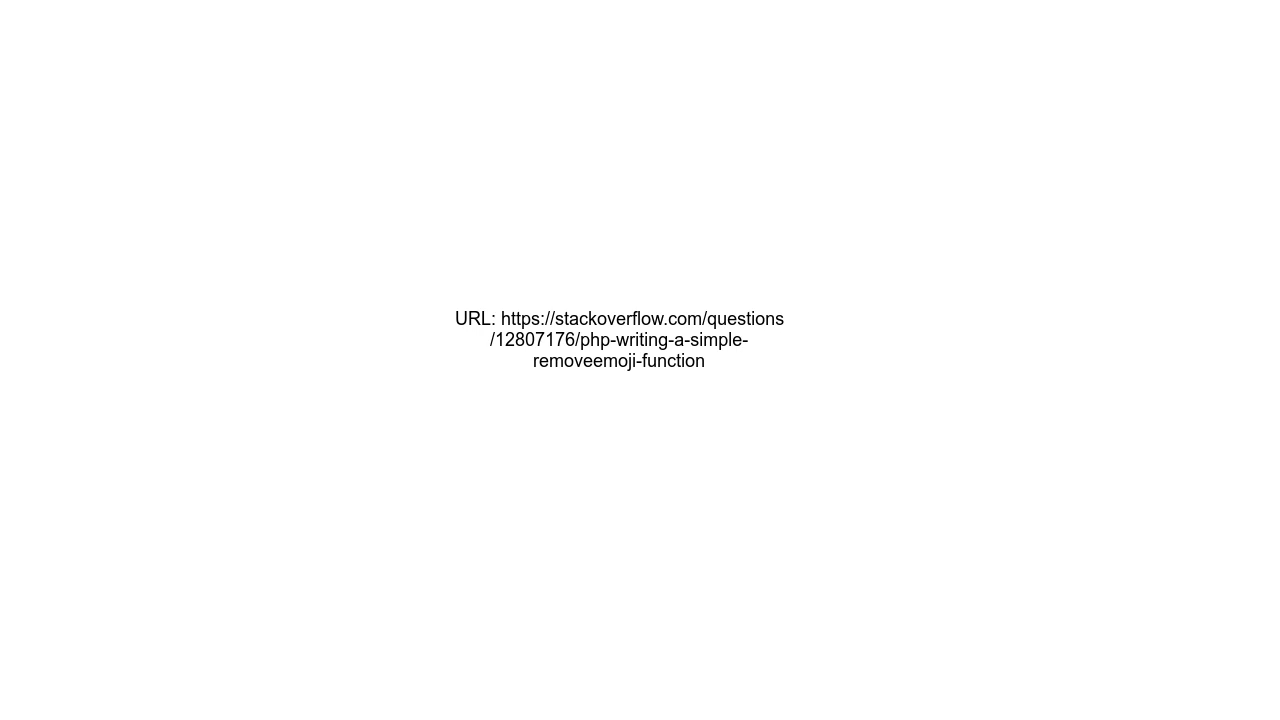 URL: https://stackoverflow.com/questions
/12807176/php-writing-a-simple-
removeemoji-function